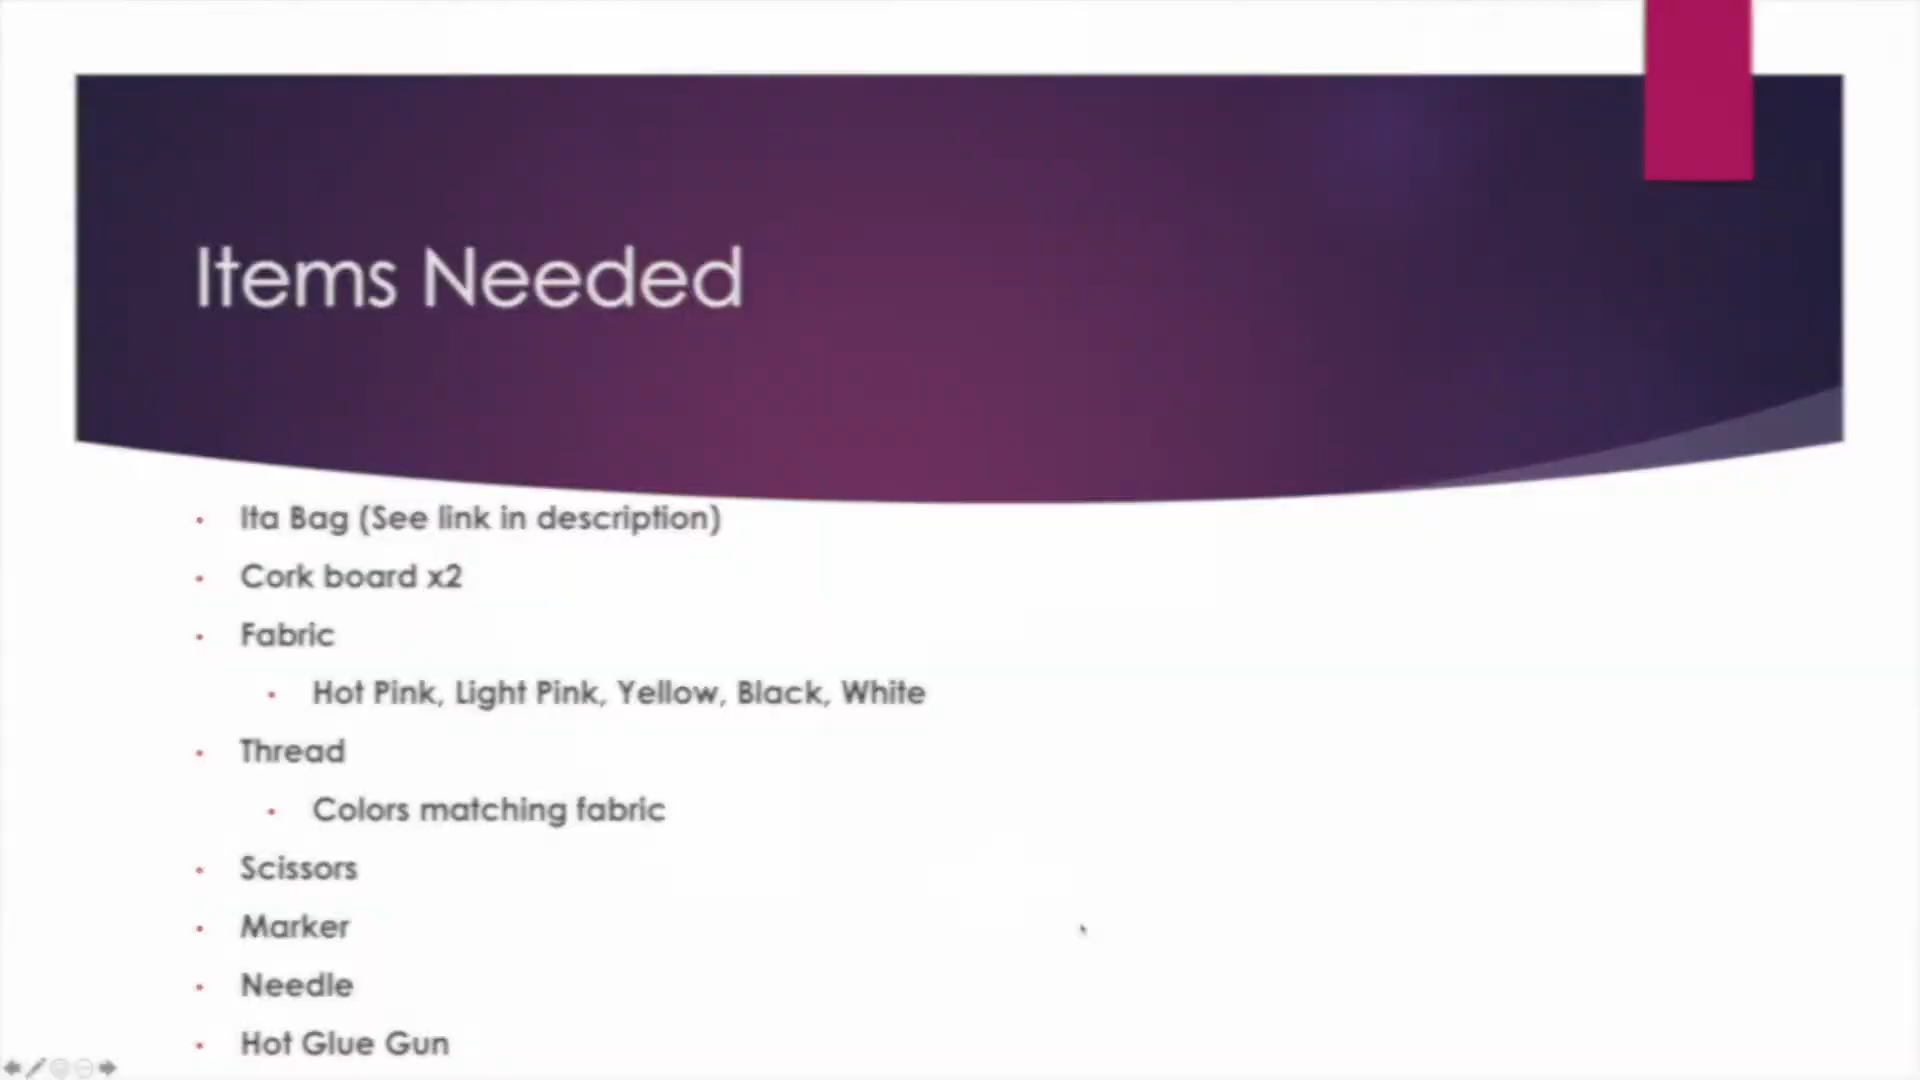 Items Needed
Ita Bag (See link in description)
Cork board x2
Fabric
Hot Pink, Light Pink, Yellow, Black, White
Thread
Colors matching fabric
Scissors
Marker
Needle
Hot Glue Gun